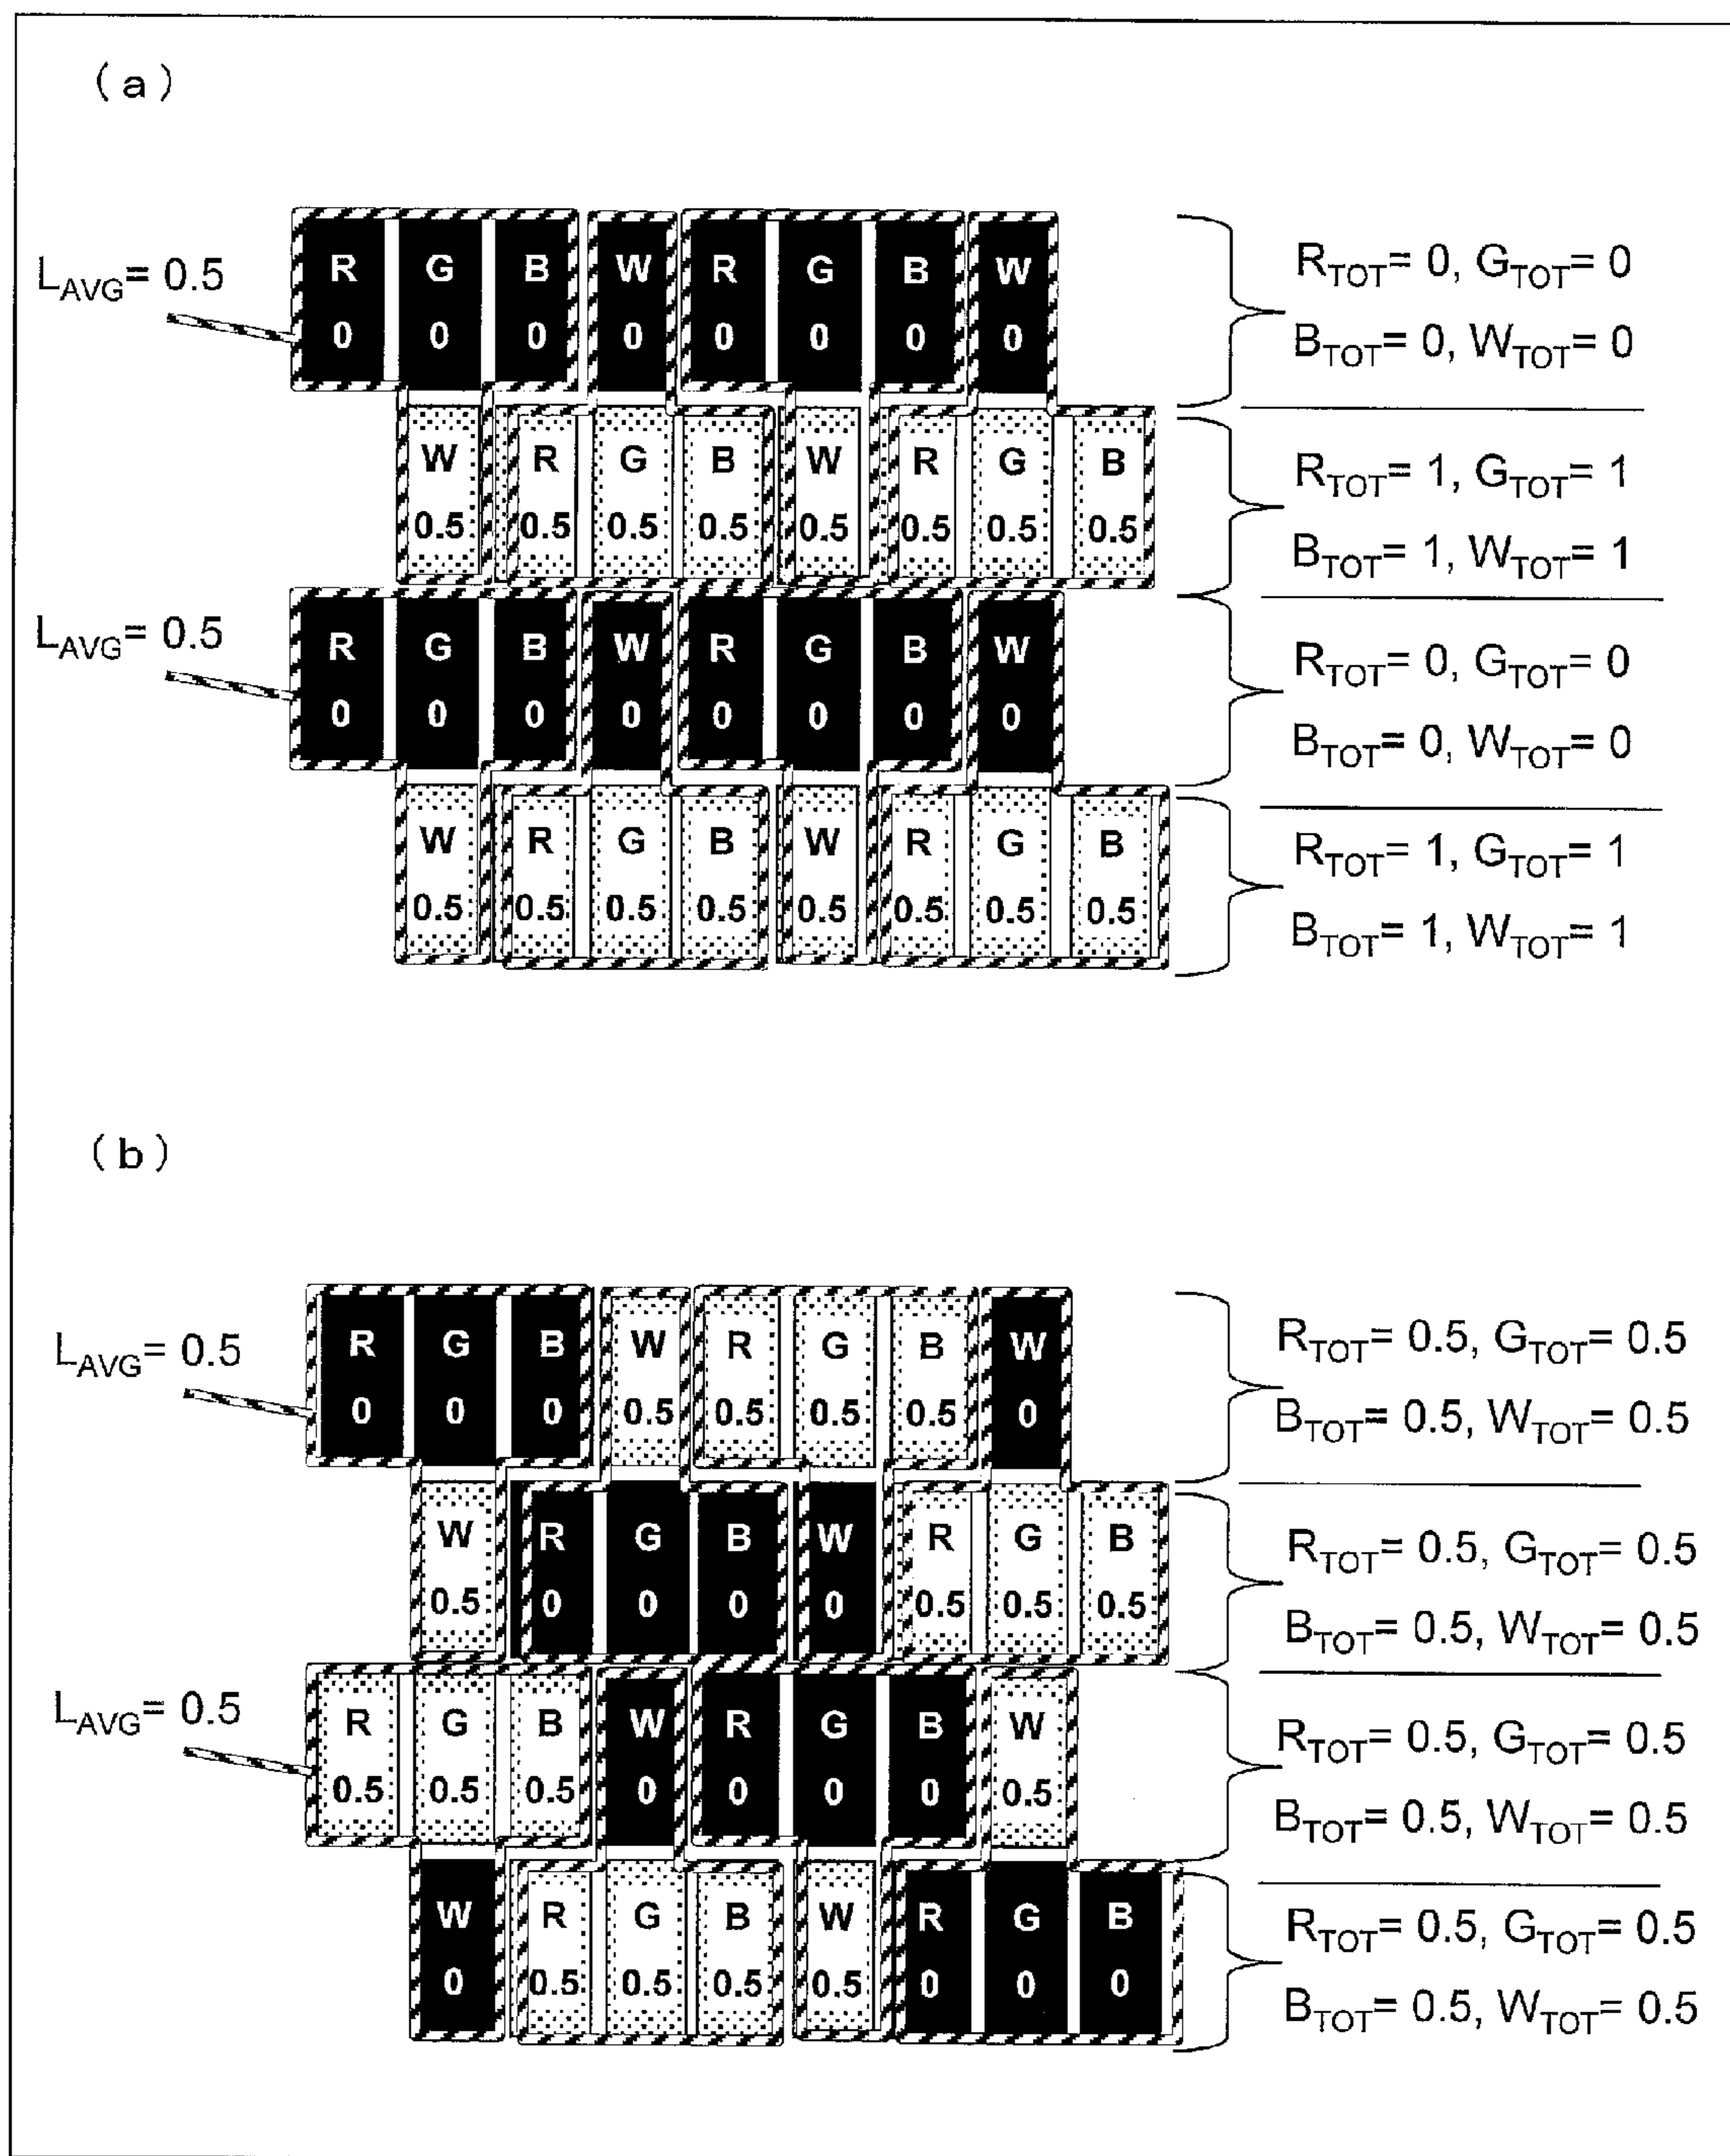 (a)
R G B W R G B W
L_AVG= 0.5
0 0 0 0 0 0 0 0
R_TOT= 0, G_TOT= 0
B_TOT= 0, W_TOT= 0
W R G B W R G B
0.5 0.5 0.5 0.5 0.5 0.5 0.5 0.5
R_TOT= 1, G_TOT= 1
B_TOT= 1, W_TOT= 1
L_AVG= 0.5
R G B W R G B W
0 0 0 0 0 0 0 0
R_TOT= 0, G_TOT= 0
B_TOT= 0, W_TOT= 0
W R G B W R G B
0.5 0.5 0.5 0.5 0.5 0.5 0.5 0.5
R_TOT= 1, G_TOT= 1
B_TOT= 1, W_TOT= 1
(b)
L_AVG= 0.5
R G B W R G B W
0 0 0 0.5 0.5 0.5 0.5 0
R_TOT= 0.5, G_TOT= 0.5
B_TOT= 0.5, W_TOT= 0.5
W R G B W R G B
0.5 0 0 0 0 0.5 0.5 0.5
R_TOT= 0.5, G_TOT= 0.5
B_TOT= 0.5, W_TOT= 0.5
L_AVG= 0.5
R G B W R G B W
0.5 0.5 0.5 0 0 0 0 0.5
R_TOT= 0.5, G_TOT= 0.5
B_TOT= 0.5, W_TOT= 0.5
W R G B W R G B
0 0.5 0.5 0.5 0.5 0 0 0
R_TOT= 0.5, G_TOT= 0.5
B_TOT= 0.5, W_TOT= 0.5